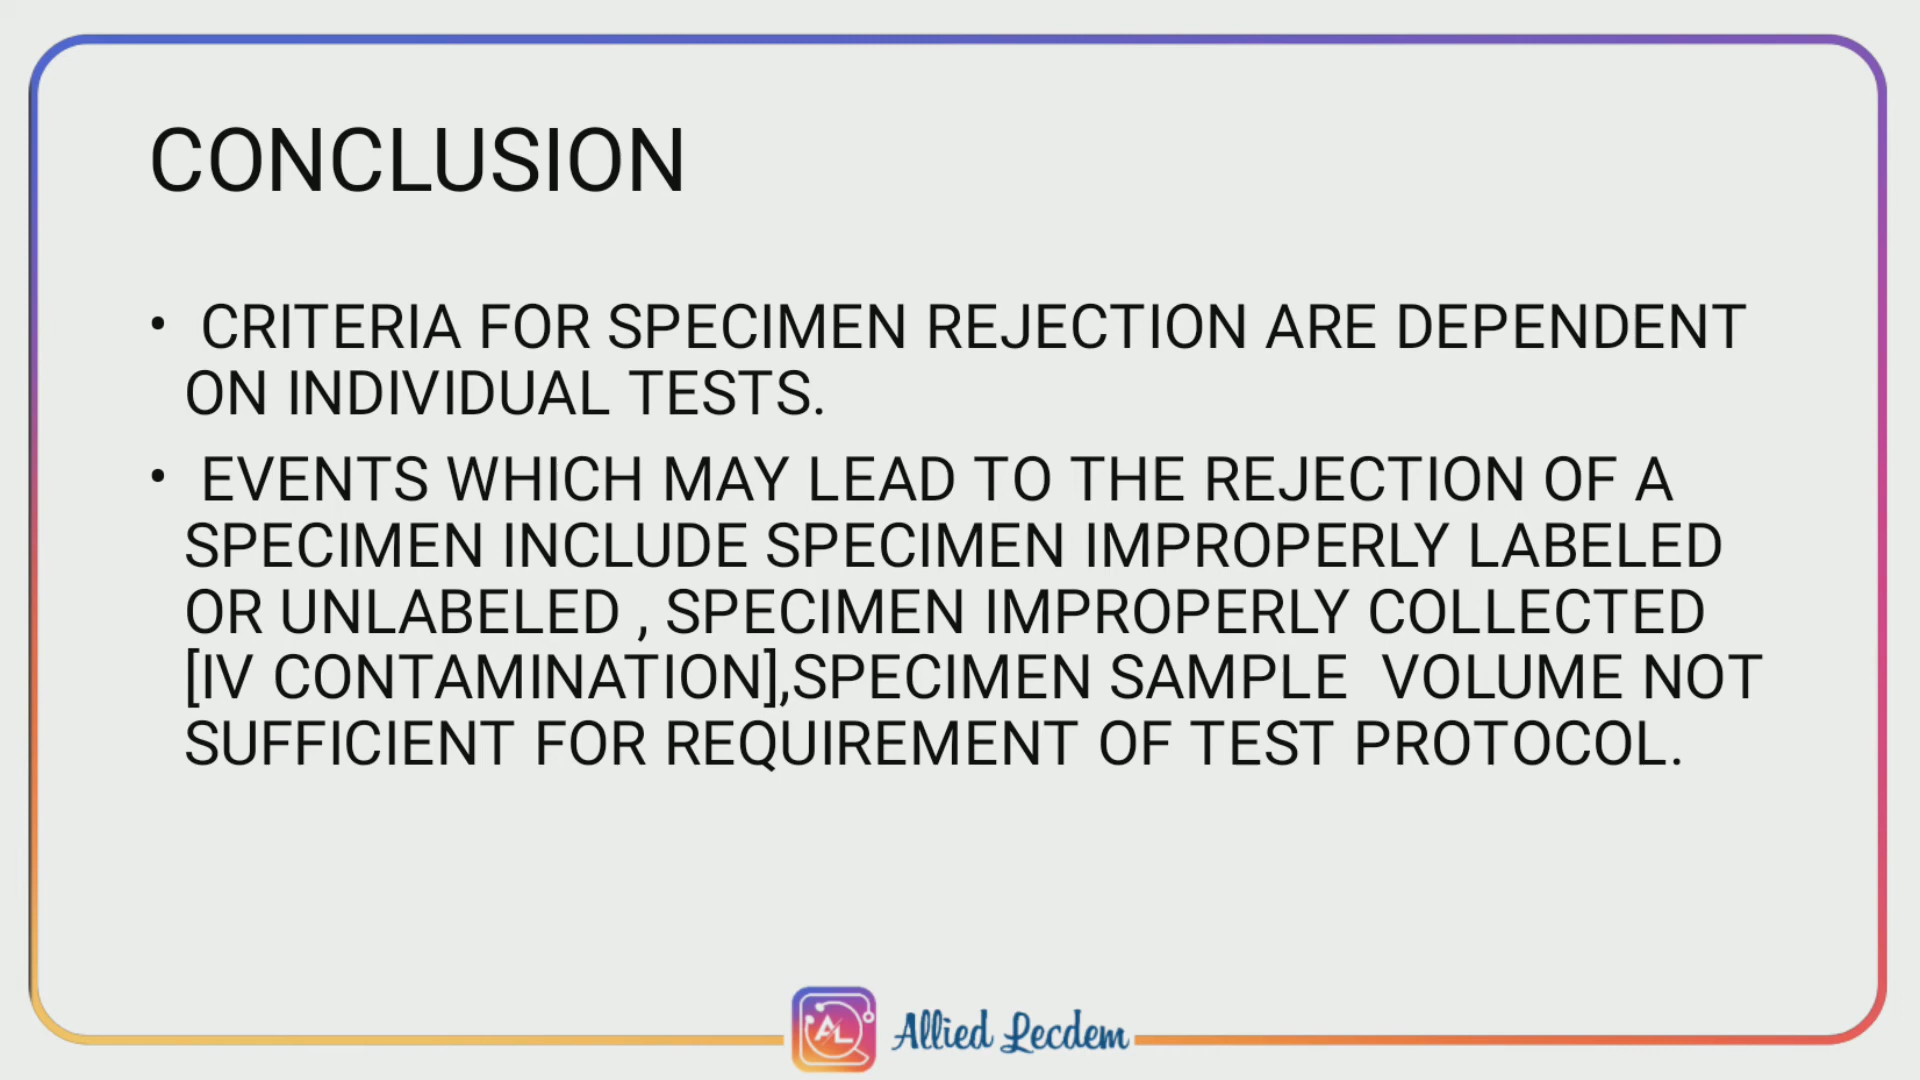 CONCLUSION
• CRITERIA FOR SPECIMEN REJECTION ARE DEPENDENT
ON INDIVIDUAL TESTS.
• EVENTS WHICH MAY LEAD TO THE REJECTION OF A
SPECIMEN INCLUDE SPECIMEN IMPROPERLY LABELED
OR UNLABELED , SPECIMEN IMPROPERLY COLLECTED
[IV CONTAMINATION],SPECIMEN SAMPLE  VOLUME NOT
SUFFICIENT FOR REQUIREMENT OF TEST PROTOCOL.
AL Allied Lecdem